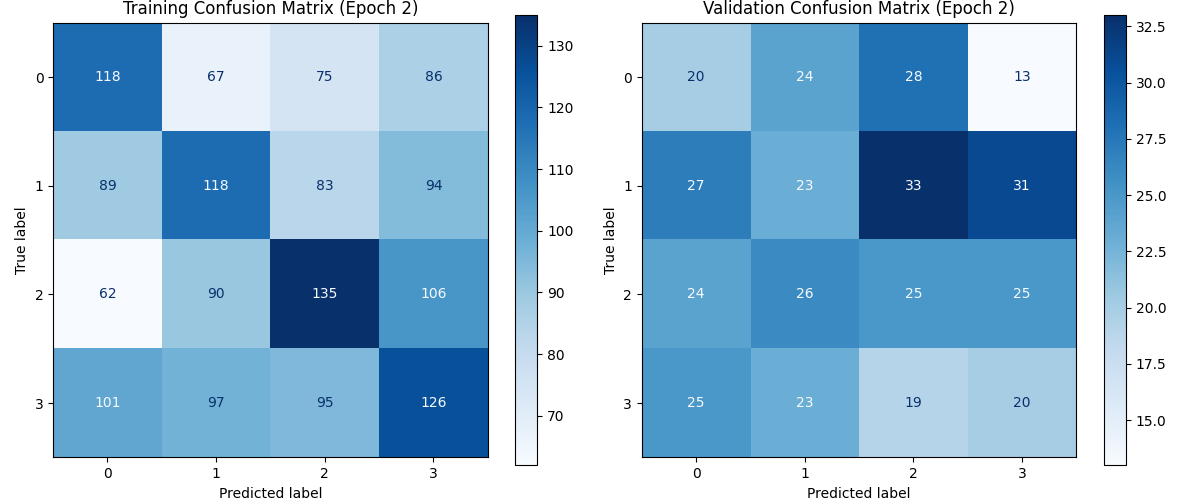 Training Confusion Matrix (Epoch 2)
0 118 67 75 86
1 89 118 83 94
2 62 90 135 106
3 101 97 95 126
0 1 2 3
Predicted label
True label
130
120
110
100
90
80
70
Validation Confusion Matrix (Epoch 2)
0 20 24 28 13
1 27 23 33 31
2 24 26 25 25
3 25 23 19 20
0 1 2 3
Predicted label
True label
32.5
30.0
27.5
25.0
22.5
20.0
17.5
15.0